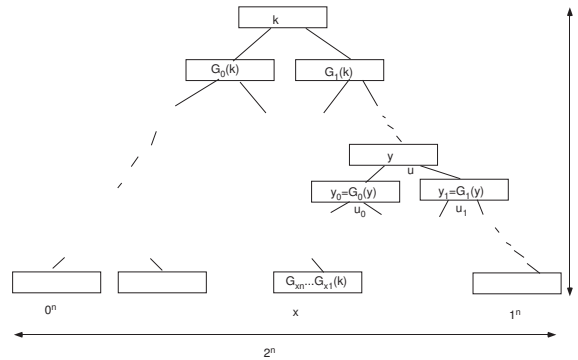 k
G₀(k)
G₁(k)
y
u
y₀=G₀(y)
y₁=G₁(y)
u₀
u₁
Gₓₙ...Gₓ₁(k)
0ⁿ
x
1ⁿ
2ⁿ